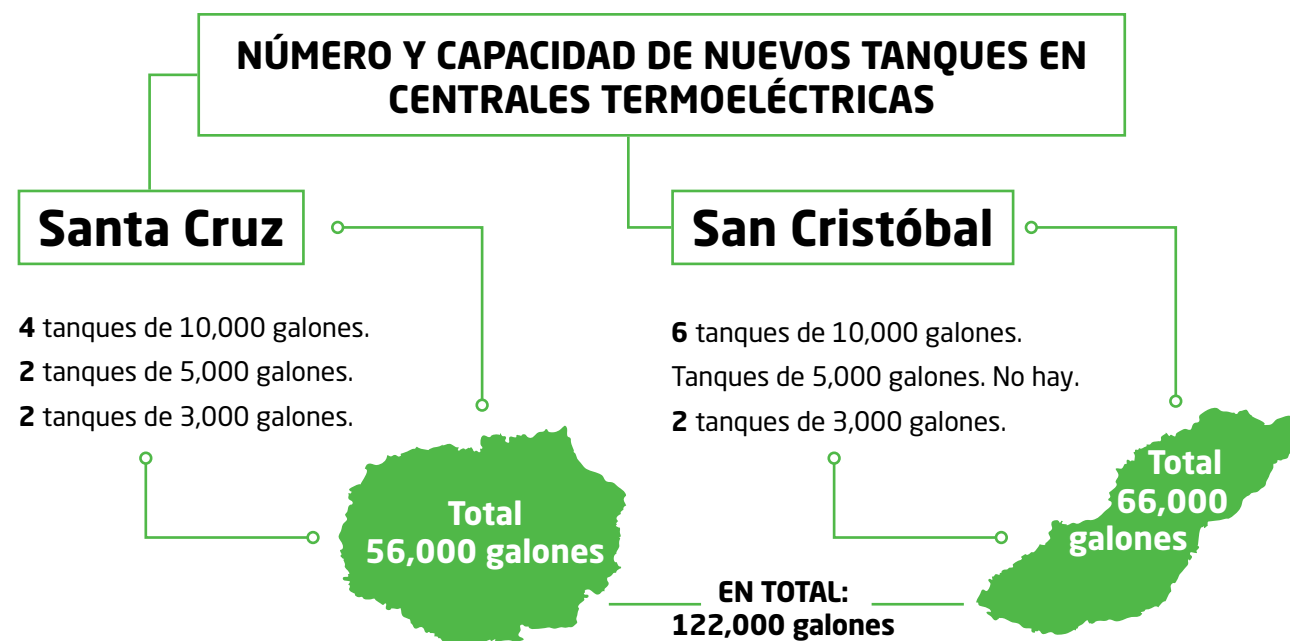 NÚMERO Y CAPACIDAD DE NUEVOS TANQUES EN
CENTRALES TERMOELÉCTRICAS
Santa Cruz
4 tanques de 10,000 galones.
2 tanques de 5,000 galones.
2 tanques de 3,000 galones.
Total
56,000 galones
San Cristóbal
6 tanques de 10,000 galones.
Tanques de 5,000 galones. No hay.
2 tanques de 3,000 galones.
Total
66,000
galones
EN TOTAL:
122,000 galones